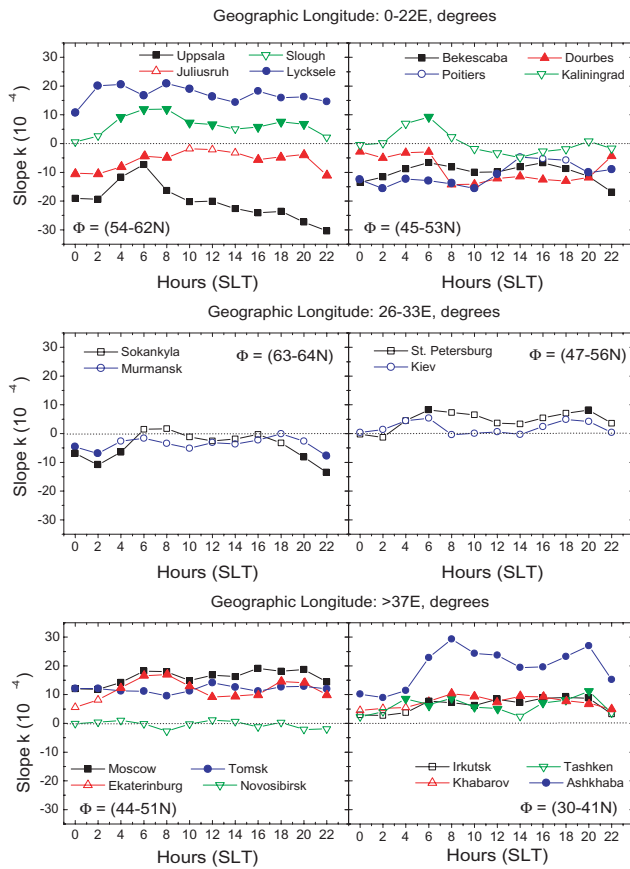 Geographic Longitude: 0-22E, degrees
Slope k (10⁻⁴)
30
20
10
0
-10
-20
-30
Uppsala
Slough
Juliusruh
Lycksele
Φ = (54-62N)
Bekescaba
Dourbes
Poitiers
Kaliningrad
Φ = (45-53N)
0 2 4 6 8 10 12 14 16 18 20 22
0 2 4 6 8 10 12 14 16 18 20 22
Hours (SLT)
Hours (SLT)
Geographic Longitude: 26-33E, degrees
Slope k (10⁻⁴)
30
20
10
0
-10
-20
-30
Sokankyla
Murmansk
Φ = (63-64N)
St. Petersburg
Kiev
Φ = (47-56N)
0 2 4 6 8 10 12 14 16 18 20 22
0 2 4 6 8 10 12 14 16 18 20 22
Hours (SLT)
Hours (SLT)
Geographic Longitude: >37E, degrees
Slope k (10⁻⁴)
30
20
10
0
-10
-20
-30
Moscow
Tomsk
Ekaterinburg
Novosibirsk
Φ = (44-51N)
Irkutsk
Tashken
Khabarov
Ashkhaba
Φ = (30-41N)
0 2 4 6 8 10 12 14 16 18 20 22
0 2 4 6 8 10 12 14 16 18 20 22
Hours (SLT)
Hours (SLT)